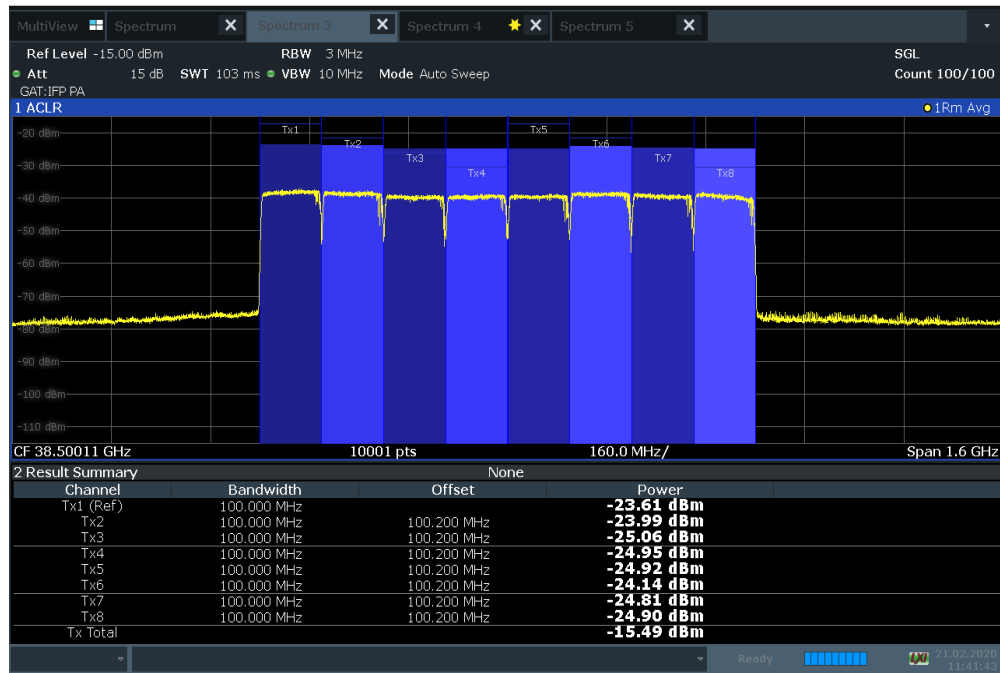 MultiView Spectrum X Spectrum 3 X Spectrum 4 X Spectrum 5 X
Ref Level -15.00 dBm RBW 3 MHz SGL
Att 15 dB SWT 103 ms VBW 10 MHz Mode Auto Sweep Count 100/100
GAT:IFP PA
1 ACLR 1Rm Avg
-20 dBm
Tx1 Tx5
Tx2 Tx6
Tx3 Tx7
-30 dBm
Tx4 Tx8
-40 dBm
-50 dBm
-60 dBm
-70 dBm
-80 dBm
-90 dBm
-100 dBm
-110 dBm
CF 38.50011 GHz 10001 pts 160.0 MHz/ Span 1.6 GHz
2 Result Summary None
Channel Bandwidth Offset Power
Tx1 (Ref) 100.000 MHz -23.61 dBm
Tx2 100.000 MHz 100.200 MHz -23.99 dBm
Tx3 100.000 MHz 100.200 MHz -25.06 dBm
Tx4 100.000 MHz 100.200 MHz -24.95 dBm
Tx5 100.000 MHz 100.200 MHz -24.92 dBm
Tx6 100.000 MHz 100.200 MHz -24.14 dBm
Tx7 100.000 MHz 100.200 MHz -24.81 dBm
Tx8 100.000 MHz 100.200 MHz -24.90 dBm
Tx Total -15.49 dBm
Ready LXI 21.02.2020
11:41:43